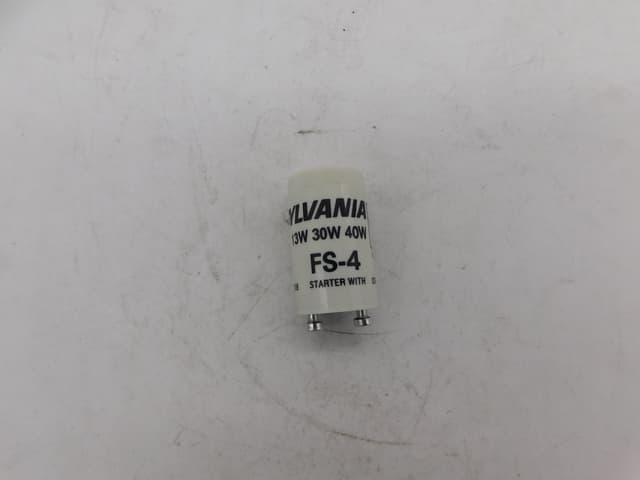 YLVANIA
13W 30W 40W
FS-4
STARTER WITH